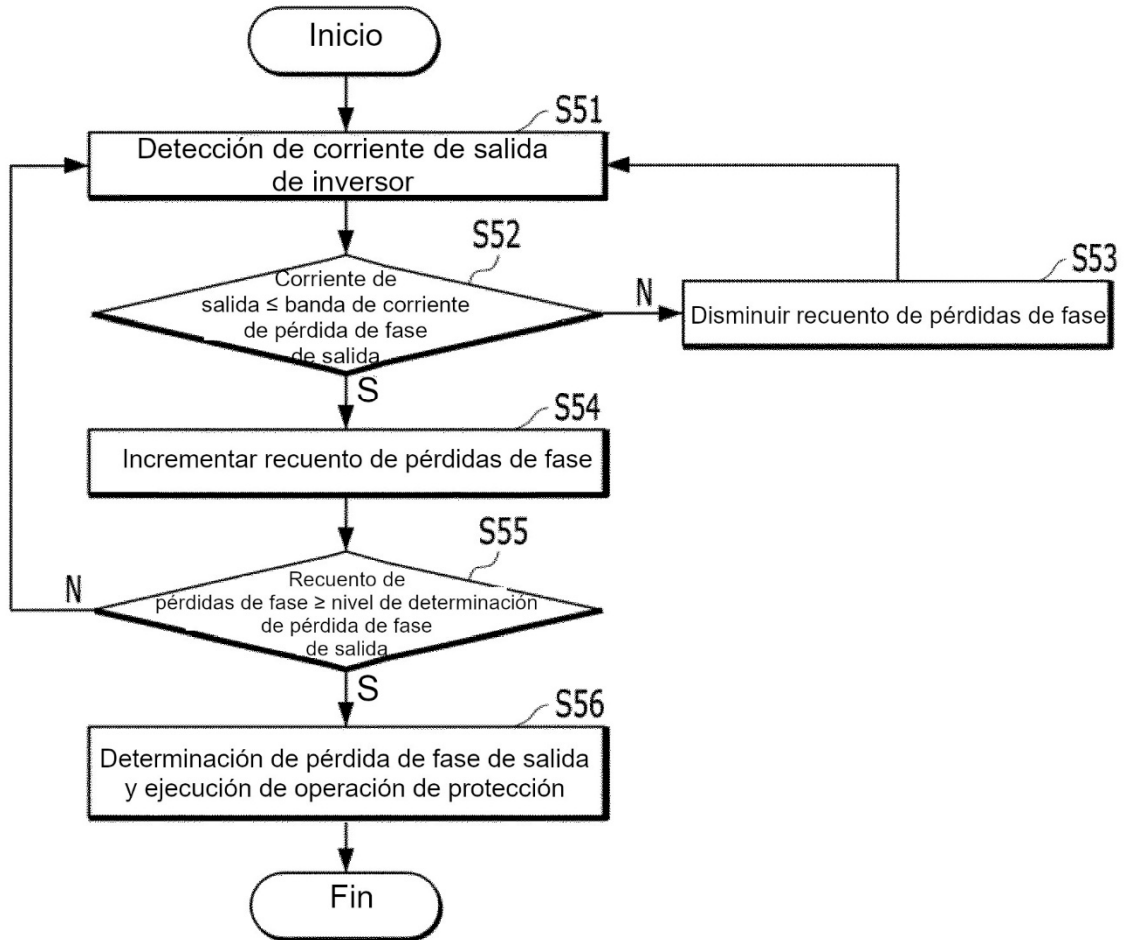 Inicio
S51
Detección de corriente de salida
de inversor
S52
Corriente de
salida ≤ banda de corriente
de pérdida de fase
de salida
N
S53
Disminuir recuento de pérdidas de fase
S
S54
Incrementar recuento de pérdidas de fase
S55
Recuento de
pérdidas de fase ≥ nivel de determinación
de pérdida de fase
de salida
N
S
S56
Determinación de pérdida de fase de salida
y ejecución de operación de protección
Fin